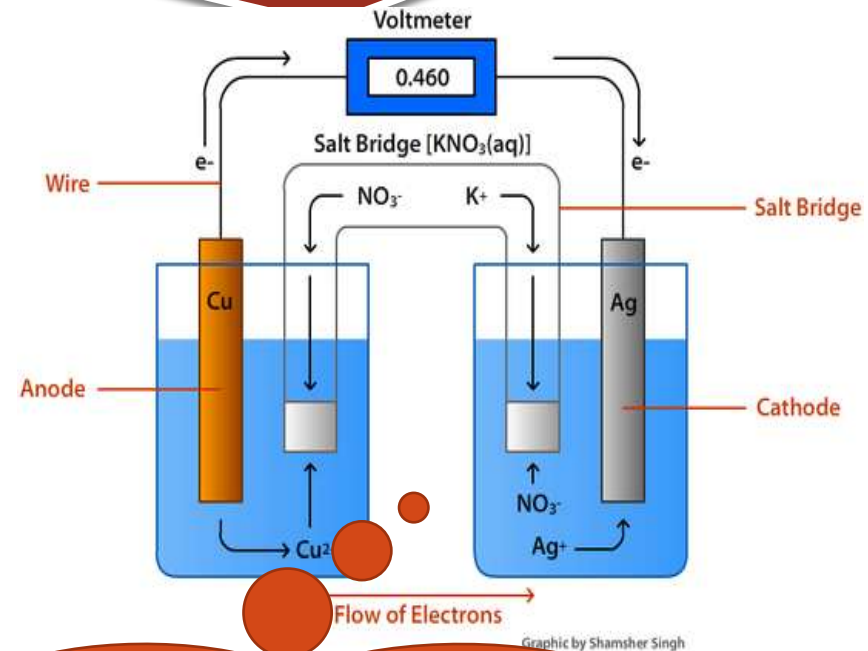 Voltmeter
0.460
Salt Bridge [KNO₃(aq)]
e-
e-
Wire
NO₃-
K+
Salt Bridge
Cu
Ag
Anode
Cathode
NO₃-
Cu²
Ag+
Flow of Electrons
Graphic by Shamsher Singh